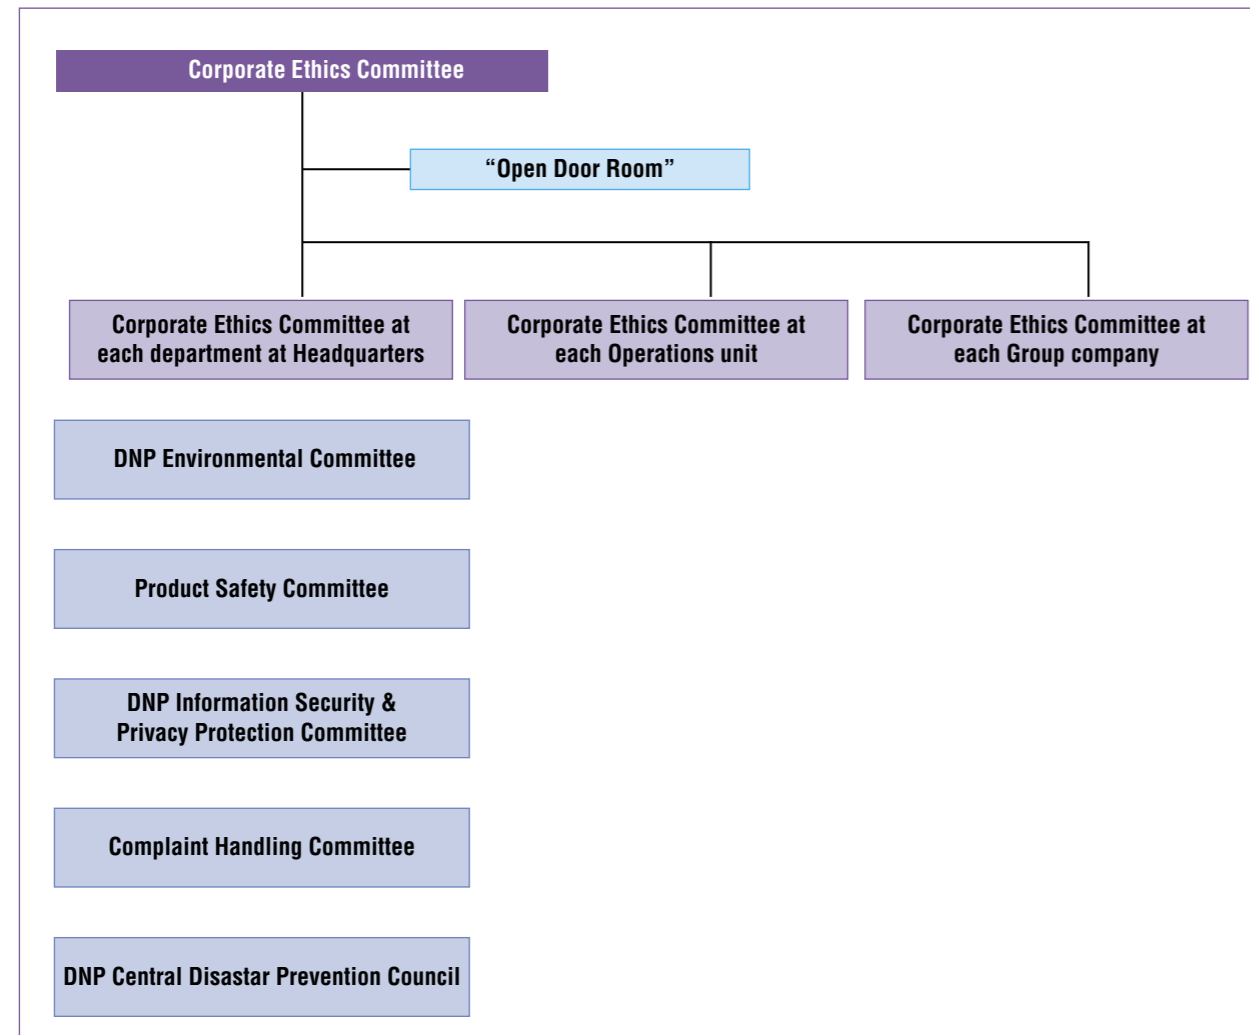 Corporate Ethics Committee
“Open Door Room”
Corporate Ethics Committee at
each department at Headquarters
Corporate Ethics Committee at
each Operations unit
Corporate Ethics Committee at
each Group company
DNP Environmental Committee
Product Safety Committee
DNP Information Security &
Privacy Protection Committee
Complaint Handling Committee
DNP Central Disastar Prevention Council